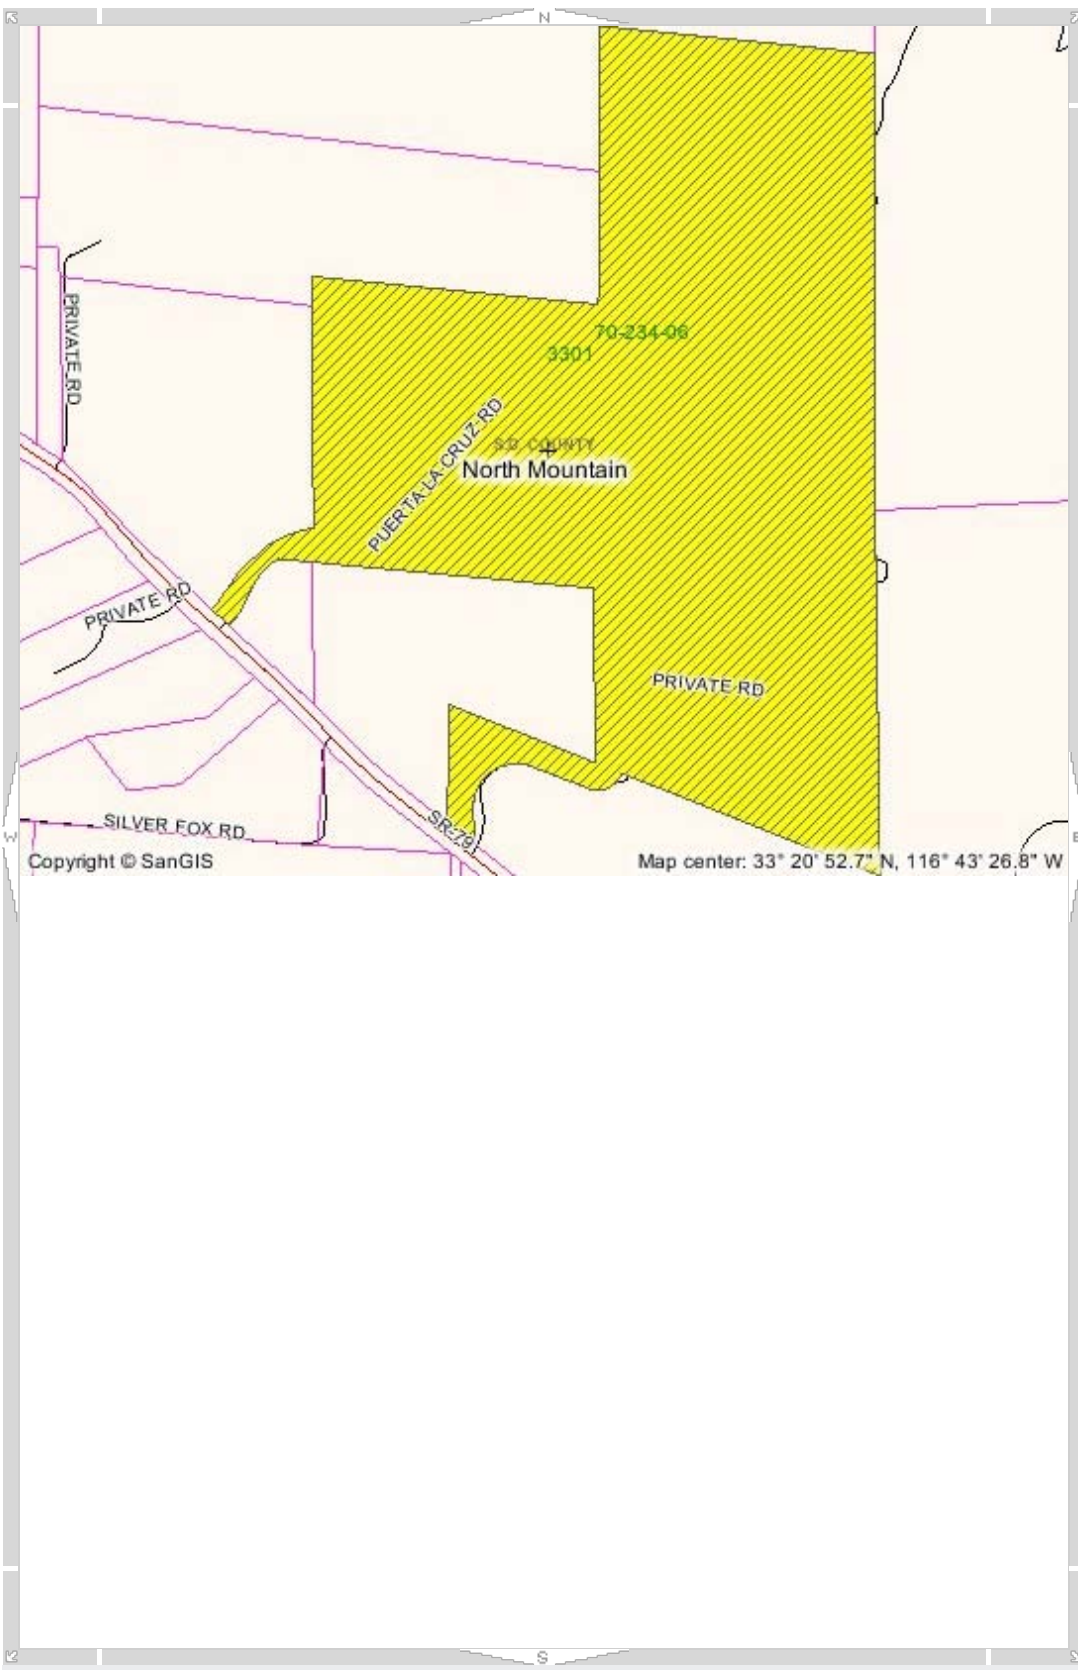 N
PRIVATE RD
70-234-06
3301
PUERTA LA CRUZ RD
S.D. COUNTY
North Mountain
PRIVATE RD
PRIVATE RD
SILVER FOX RD
SR-79
W
E
Copyright © SanGIS
Map center: 33° 20' 52.7" N, 116° 43' 26.8" W
S